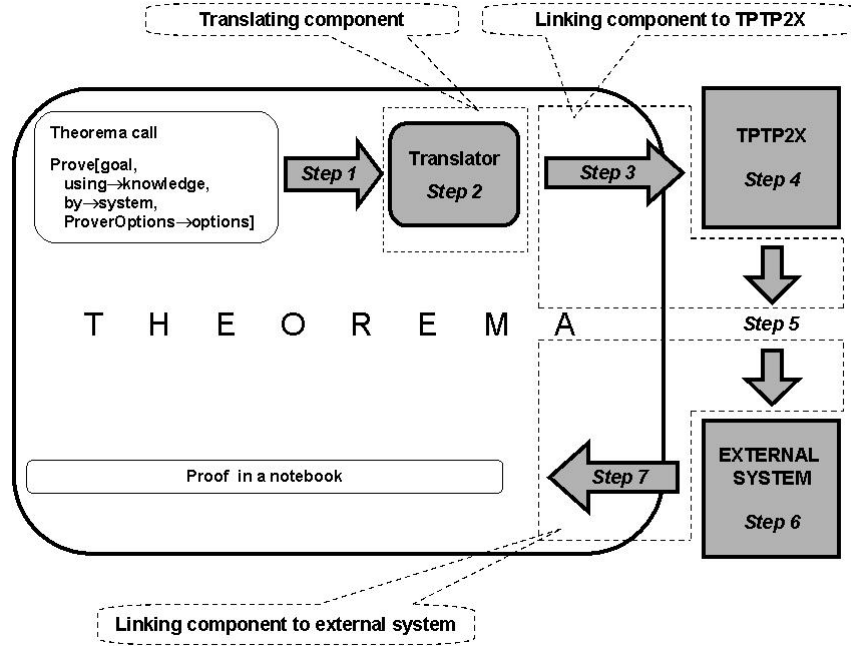 Translating component
Linking component to TPTP2X
Theorema call
Prove[goal,
using→knowledge,
by→system,
ProverOptions→options]
Step 1
Translator
Step 2
Step 3
TPTP2X
Step 4
T H E O R E M A
Step 5
Proof in a notebook
Step 7
EXTERNAL
SYSTEM
Step 6
Linking component to external system